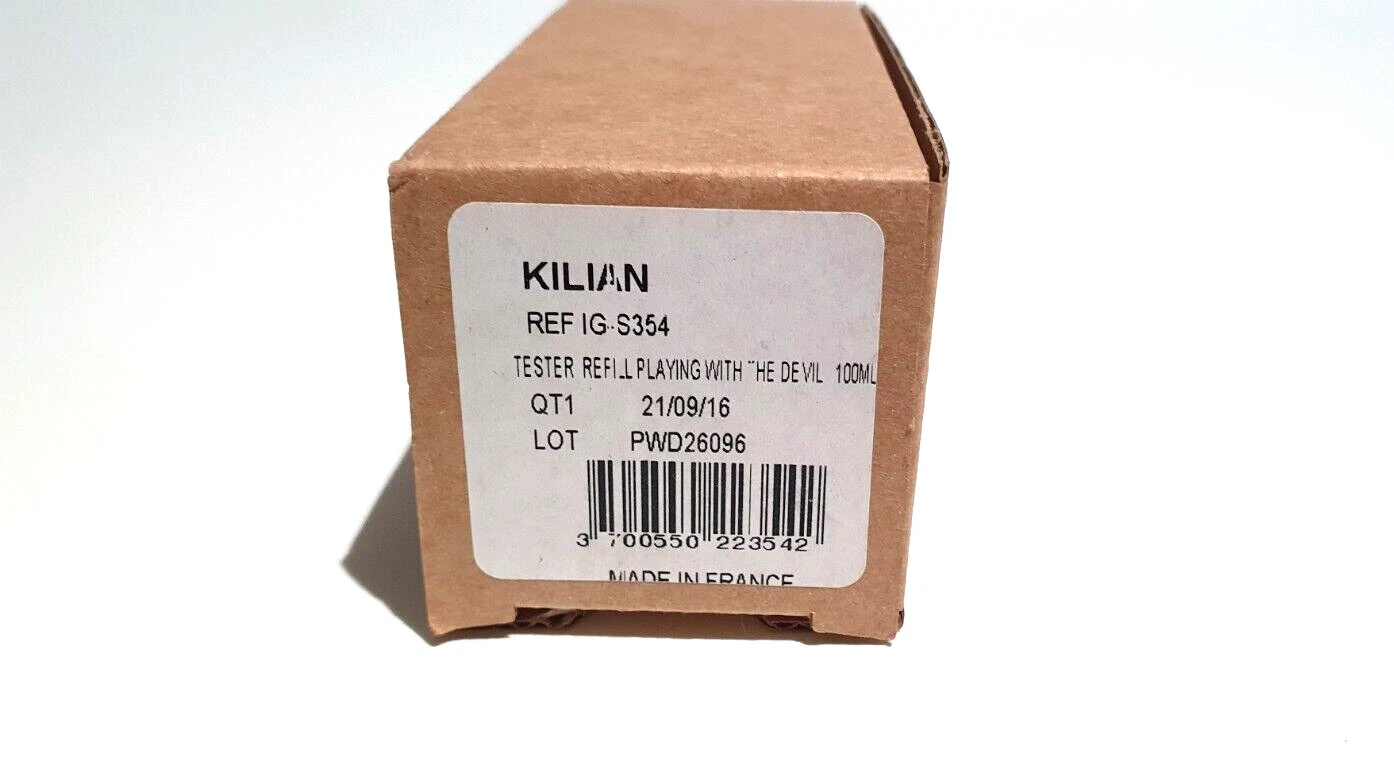 KILIAN
REF IG-S354
TESTER REFILL PLAYING WITH THE DEVIL 100ML
QT1 21/09/16
LOT PWD26096
3 700550 223542
MADE IN FRANCE